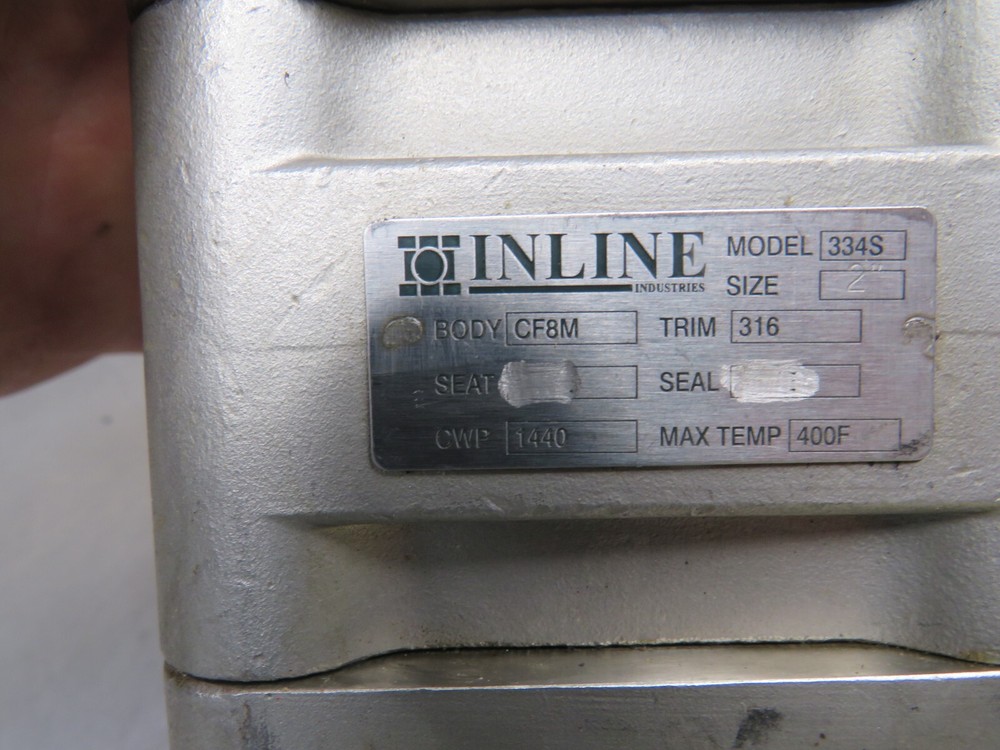 INLINE
INDUSTRIES
MODEL 334S
SIZE 2"
BODY CF8M TRIM 316
SEAT SEAL
CWP 1440 MAX TEMP 400F